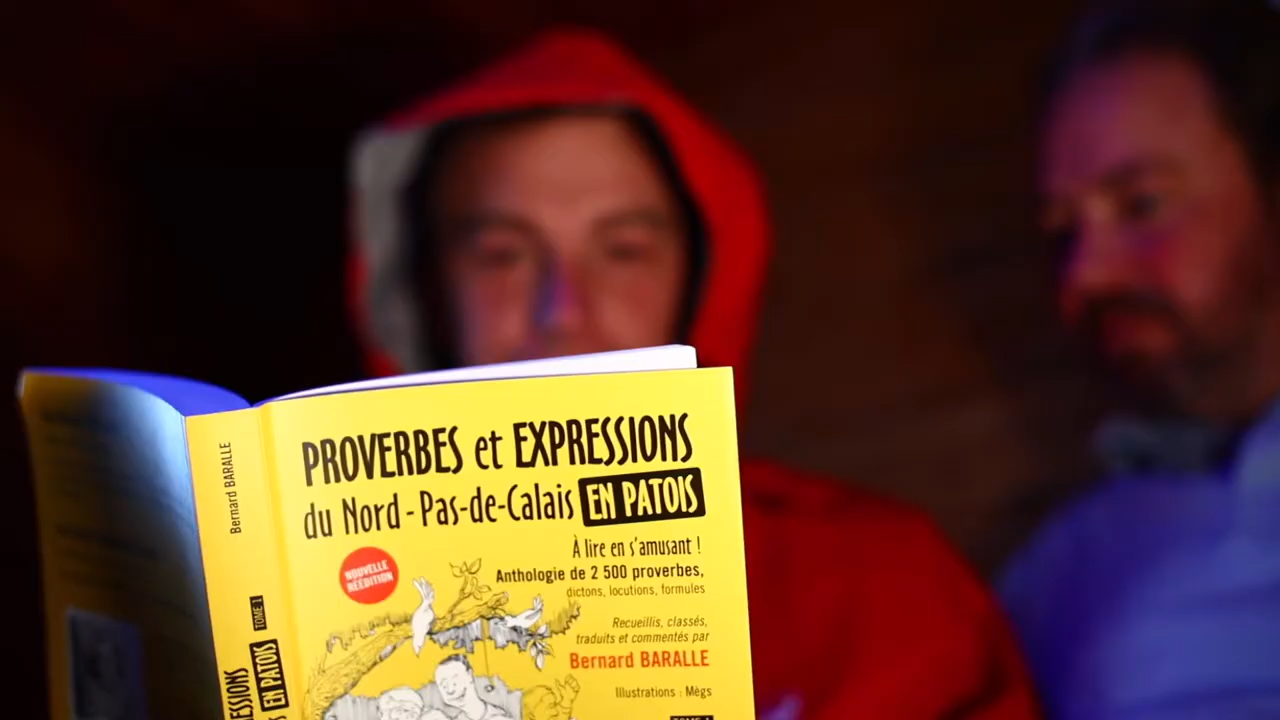 Bernard BARALLE
TOME 1
EN PATOIS
PROVERBES et EXPRESSIONS
du Nord-Pas-de-Calais EN PATOIS
À lire en s'amusant !
NOUVELLE
RÉÉDITION
Anthologie de 2 500 proverbes,
dictons, locutions, formules
Recueillis, classés,
traduits et commentés par
Bernard BARALLE
Illustrations : Mègs